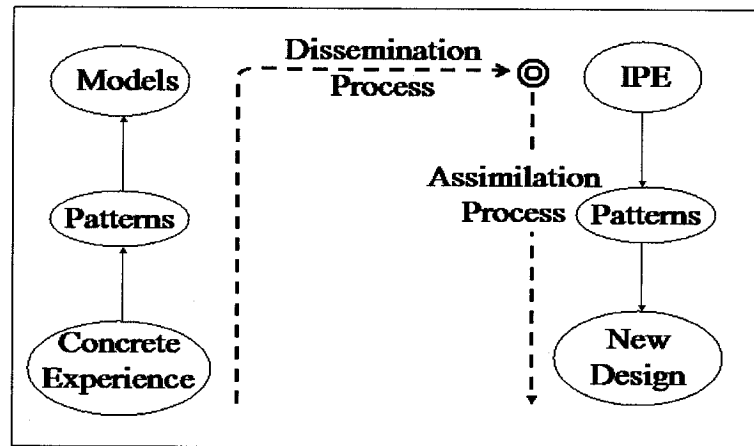 Models
Patterns
Concrete
Experience
Dissemination
Process
Assimilation
Process
IPE
Patterns
New
Design